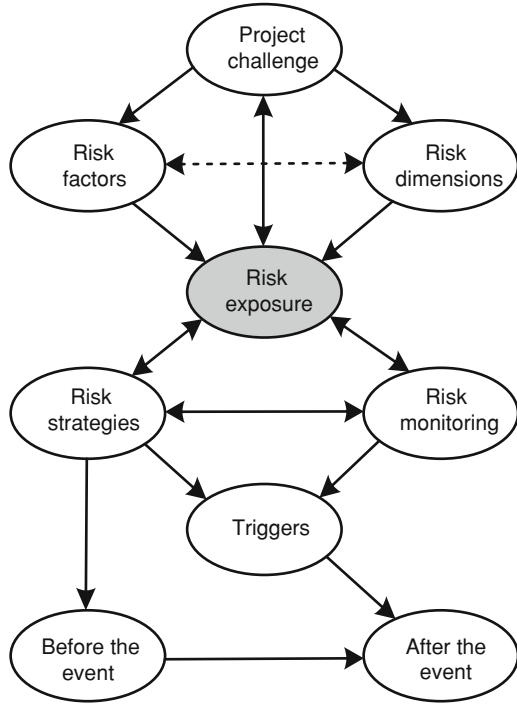 Project
challenge
Risk
factors
Risk
dimensions
Risk
exposure
Risk
strategies
Risk
monitoring
Triggers
Before the
event
After the
event